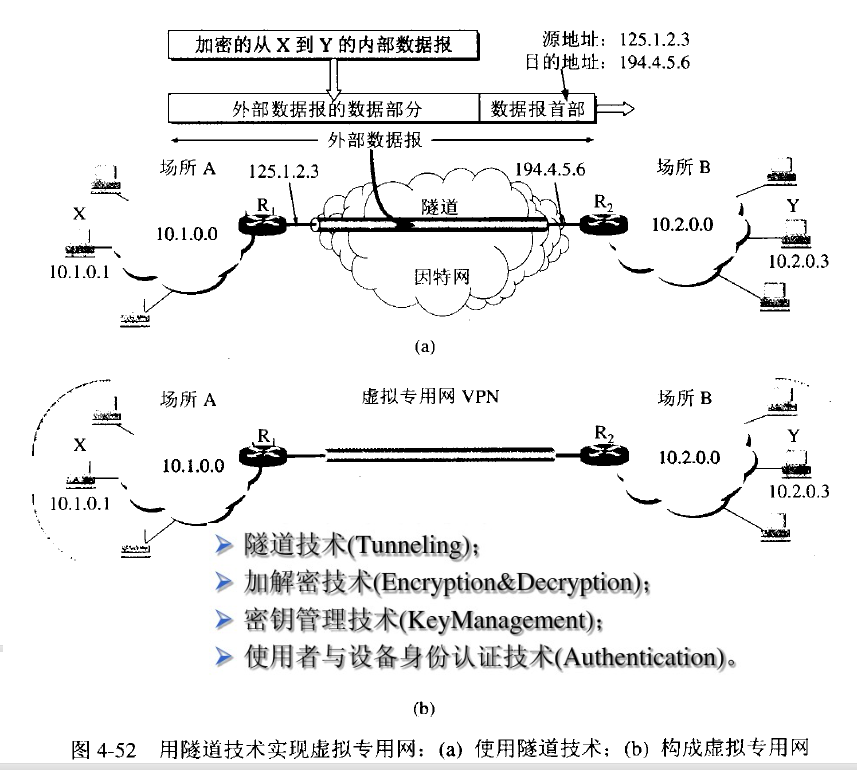 加密的从 X 到 Y 的内部数据报
源地址：125.1.2.3
目的地址：194.4.5.6
外部数据报的数据部分
数据报首部
外部数据报
场所 A
125.1.2.3
194.4.5.6
场所 B
X
R
隧道
R2
Y
10.1.0.0
10.2.0.0
10.1.0.1
因特网
10.2.0.3
(a)
场所 A
虚拟专用网 VPN
场所 B
X
R
R2
Y
10.1.0.0
10.2.0.0
10.1.0.1
10.2.0.3
➢ 隧道技术(Tunneling)；
➢ 加解密技术(Encryption&Decryption)；
➢ 密钥管理技术(KeyManagement)；
➢ 使用者与设备身份认证技术(Authentication)。
(b)
图 4-52 用隧道技术实现虚拟专用网：(a) 使用隧道技术；(b) 构成虚拟专用网